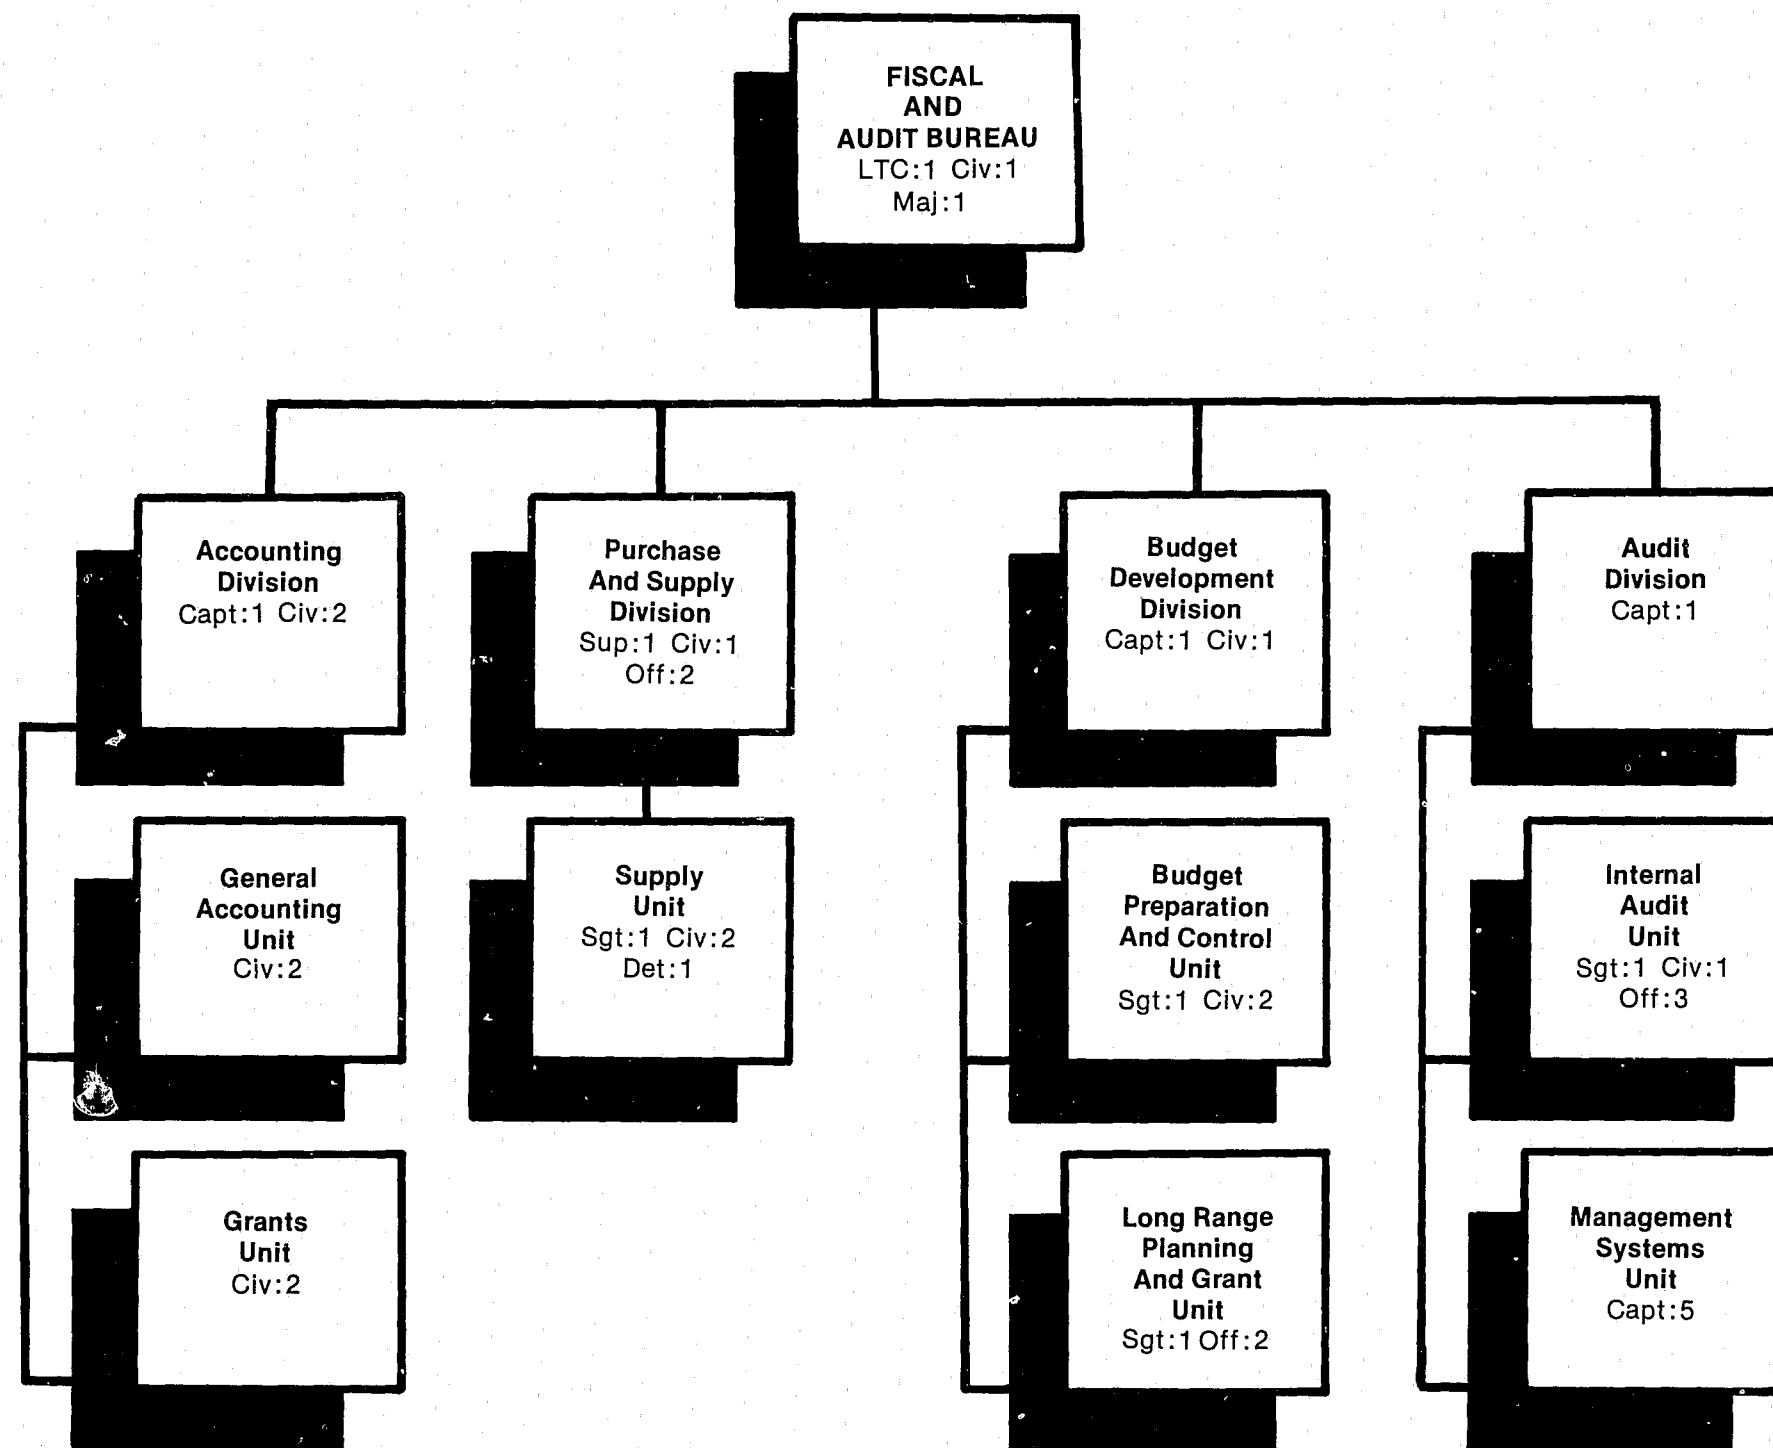 FISCAL
AND
AUDIT BUREAU
LTC:1 Civ:1
Maj:1
Accounting
Division
Capt:1 Civ:2
Purchase
And Supply
Division
Sup:1 Civ:1
Off:2
Budget
Development
Division
Capt:1 Civ:1
Audit
Division
Capt:1
General
Accounting
Unit
Civ:2
Supply
Unit
Sgt:1 Civ:2
Det:1
Budget
Preparation
And Control
Unit
Sgt:1 Civ:2
Internal
Audit
Unit
Sgt:1 Civ:1
Off:3
Grants
Unit
Civ:2
Long Range
Planning
And Grant
Unit
Sgt:1 Off:2
Management
Systems
Unit
Capt:5